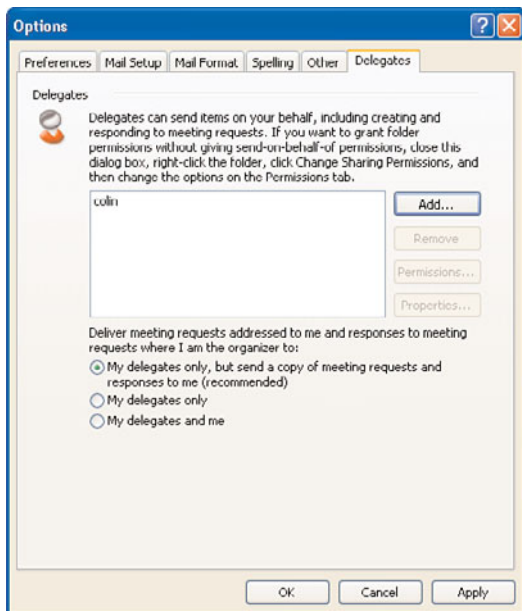 Options
Preferences Mail Setup Mail Format Spelling Other Delegates
Delegates
Delegates can send items on your behalf, including creating and
responding to meeting requests. If you want to grant folder
permissions without giving send-on-behalf-of permissions, close this
dialog box, right-click the folder, click Change Sharing Permissions, and
then change the options on the Permissions tab.
colin
Add...
Remove
Permissions...
Properties...
Deliver meeting requests addressed to me and responses to meeting
requests where I am the organizer to:
My delegates only, but send a copy of meeting requests and
responses to me (recommended)
My delegates only
My delegates and me
OK Cancel Apply